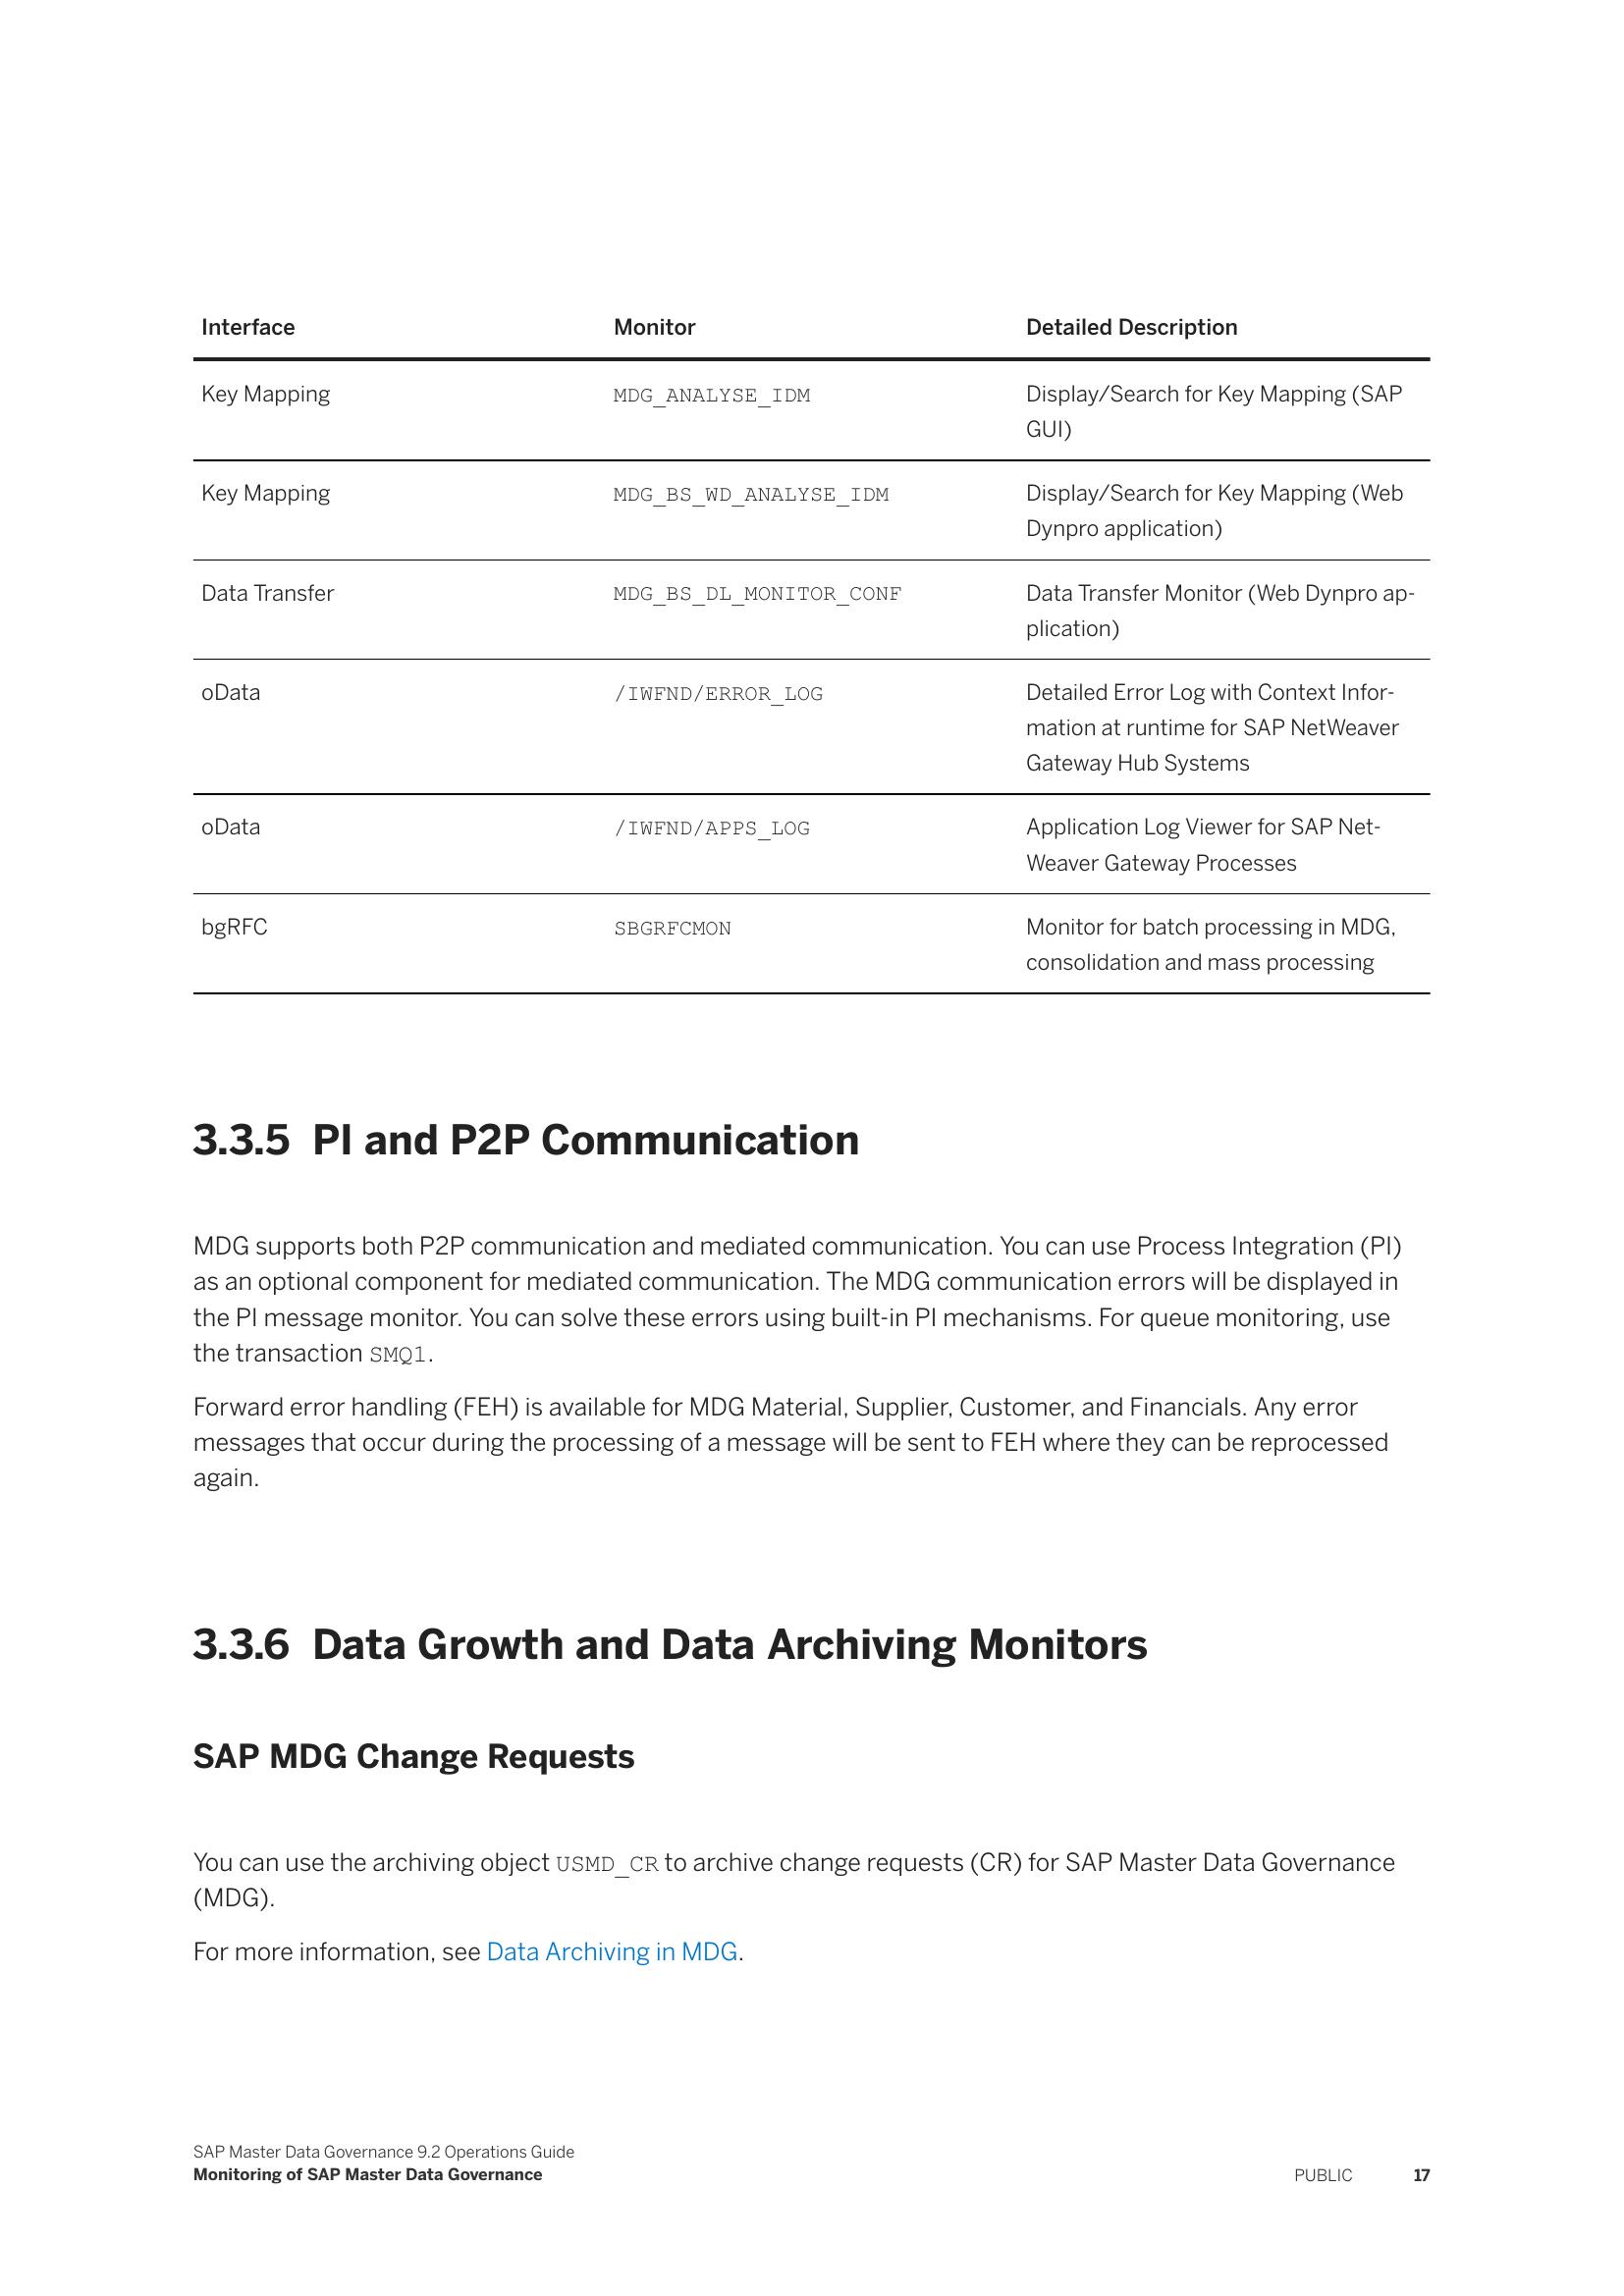 Interface Monitor Detailed Description
Key Mapping MDG_ANALYSE_IDM Display/Search for Key Mapping (SAP
GUI)
Key Mapping MDG_BS_WD_ANALYSE_IDM Display/Search for Key Mapping (Web
Dynpro application)
Data Transfer MDG_BS_DL_MONITOR_CONF Data Transfer Monitor (Web Dynpro ap-
plication)
oData /IWFND/ERROR_LOG Detailed Error Log with Context Infor-
mation at runtime for SAP NetWeaver
Gateway Hub Systems
oData /IWFND/APPS_LOG Application Log Viewer for SAP Net-
Weaver Gateway Processes
bgRFC SBGRFCMON Monitor for batch processing in MDG,
consolidation and mass processing
3.3.5 PI and P2P Communication
MDG supports both P2P communication and mediated communication. You can use Process Integration (PI)
as an optional component for mediated communication. The MDG communication errors will be displayed in
the PI message monitor. You can solve these errors using built-in PI mechanisms. For queue monitoring, use
the transaction SMQ1.
Forward error handling (FEH) is available for MDG Material, Supplier, Customer, and Financials. Any error
messages that occur during the processing of a message will be sent to FEH where they can be reprocessed
again.
3.3.6 Data Growth and Data Archiving Monitors
SAP MDG Change Requests
You can use the archiving object USMD_CR to archive change requests (CR) for SAP Master Data Governance
(MDG).
For more information, see Data Archiving in MDG.
SAP Master Data Governance 9.2 Operations Guide
Monitoring of SAP Master Data Governance PUBLIC 17